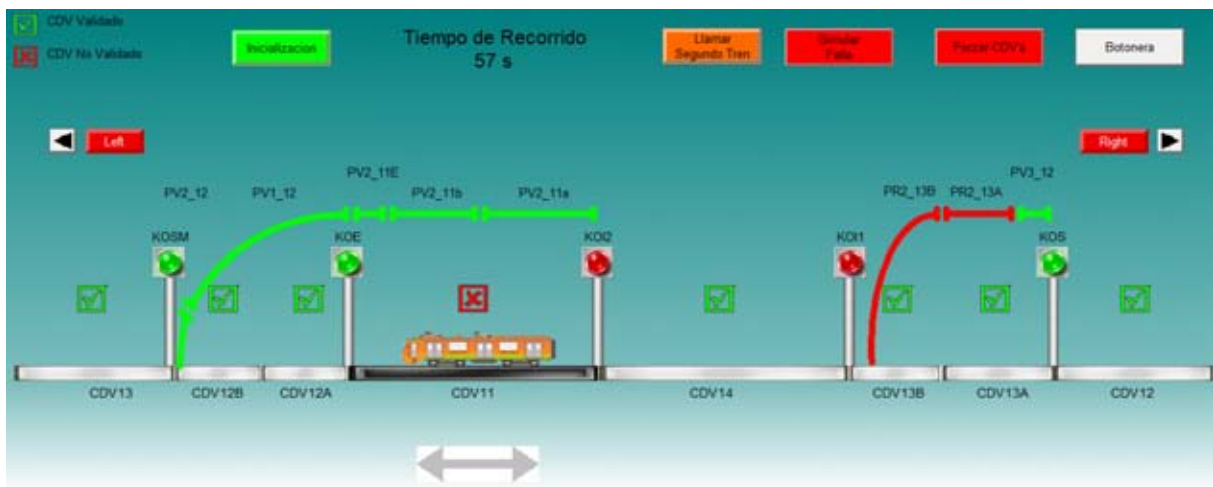 CDV Validado
CDV No Validado
Inicializacion
Tiempo de Recorrido
57 s
Llamar
Segundo Tren
Simular
Falla
Forzar CDV's
Botonera
Left
Right
PV2_11E
PV3_12
PV2_12
PV1_12
PV2_11b
PV2_11a
PR2_13B
PR2_13A
KOSM
KOE
KOI2
KOI1
KOS
CDV13
CDV12B
CDV12A
CDV11
CDV14
CDV13B
CDV13A
CDV12